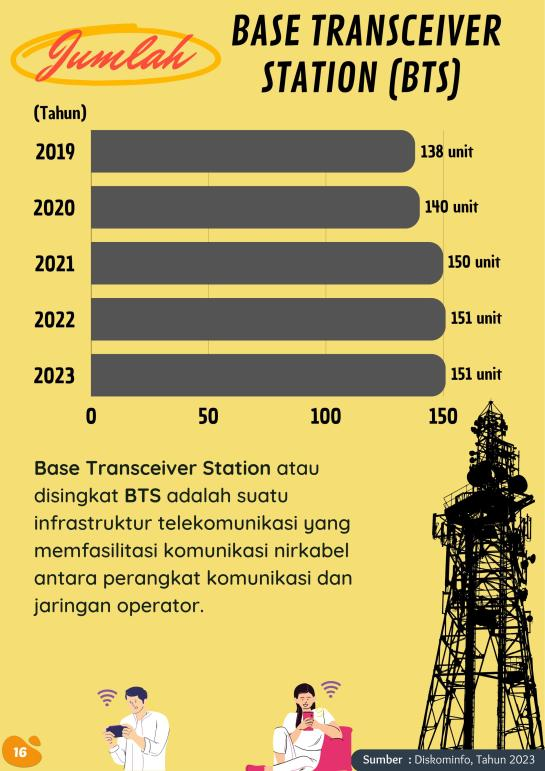 Jumlah
BASE TRANSCEIVER
STATION (BTS)
(Tahun)
2019
138 unit
2020
140 unit
2021
150 unit
2022
151 unit
2023
151 unit
0 50 100 150
Base Transceiver Station atau
disingkat BTS adalah suatu
infrastruktur telekomunikasi yang
memfasilitasi komunikasi nirkabel
antara perangkat komunikasi dan
jaringan operator.
16
Sumber : Diskominfo, Tahun 2023